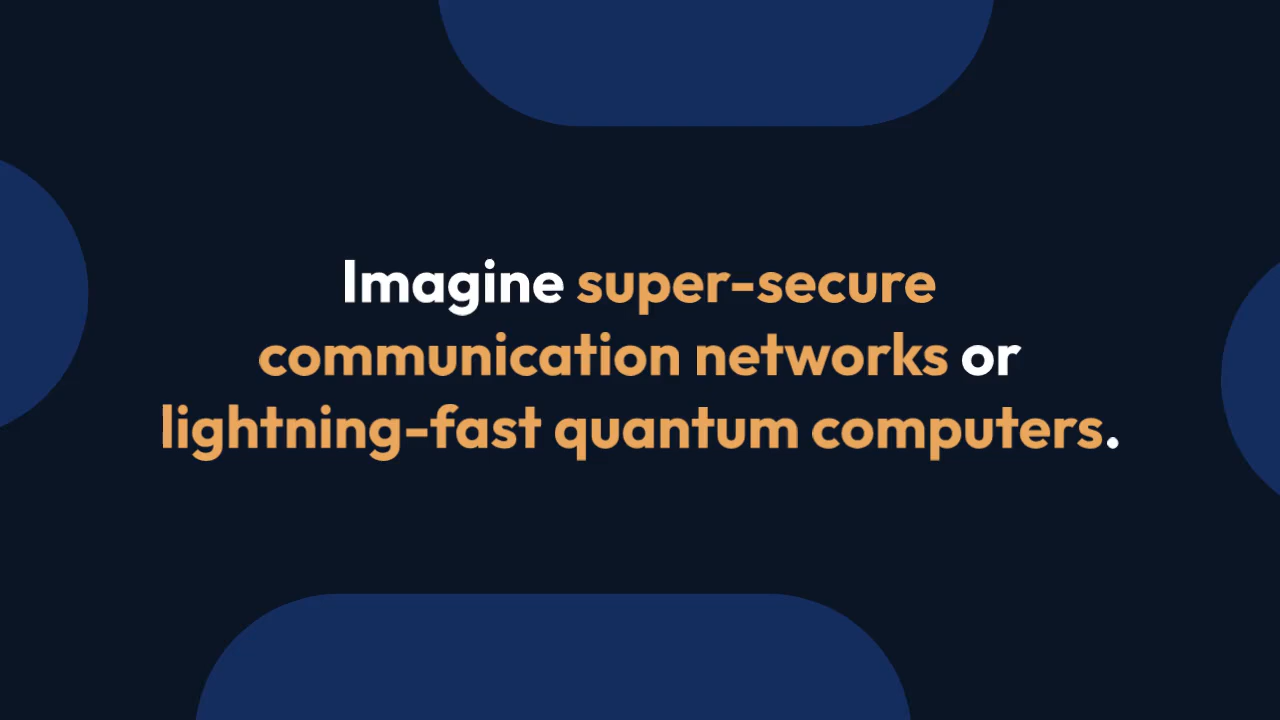 Imagine super-secure
communication networks or
lightning-fast quantum computers.